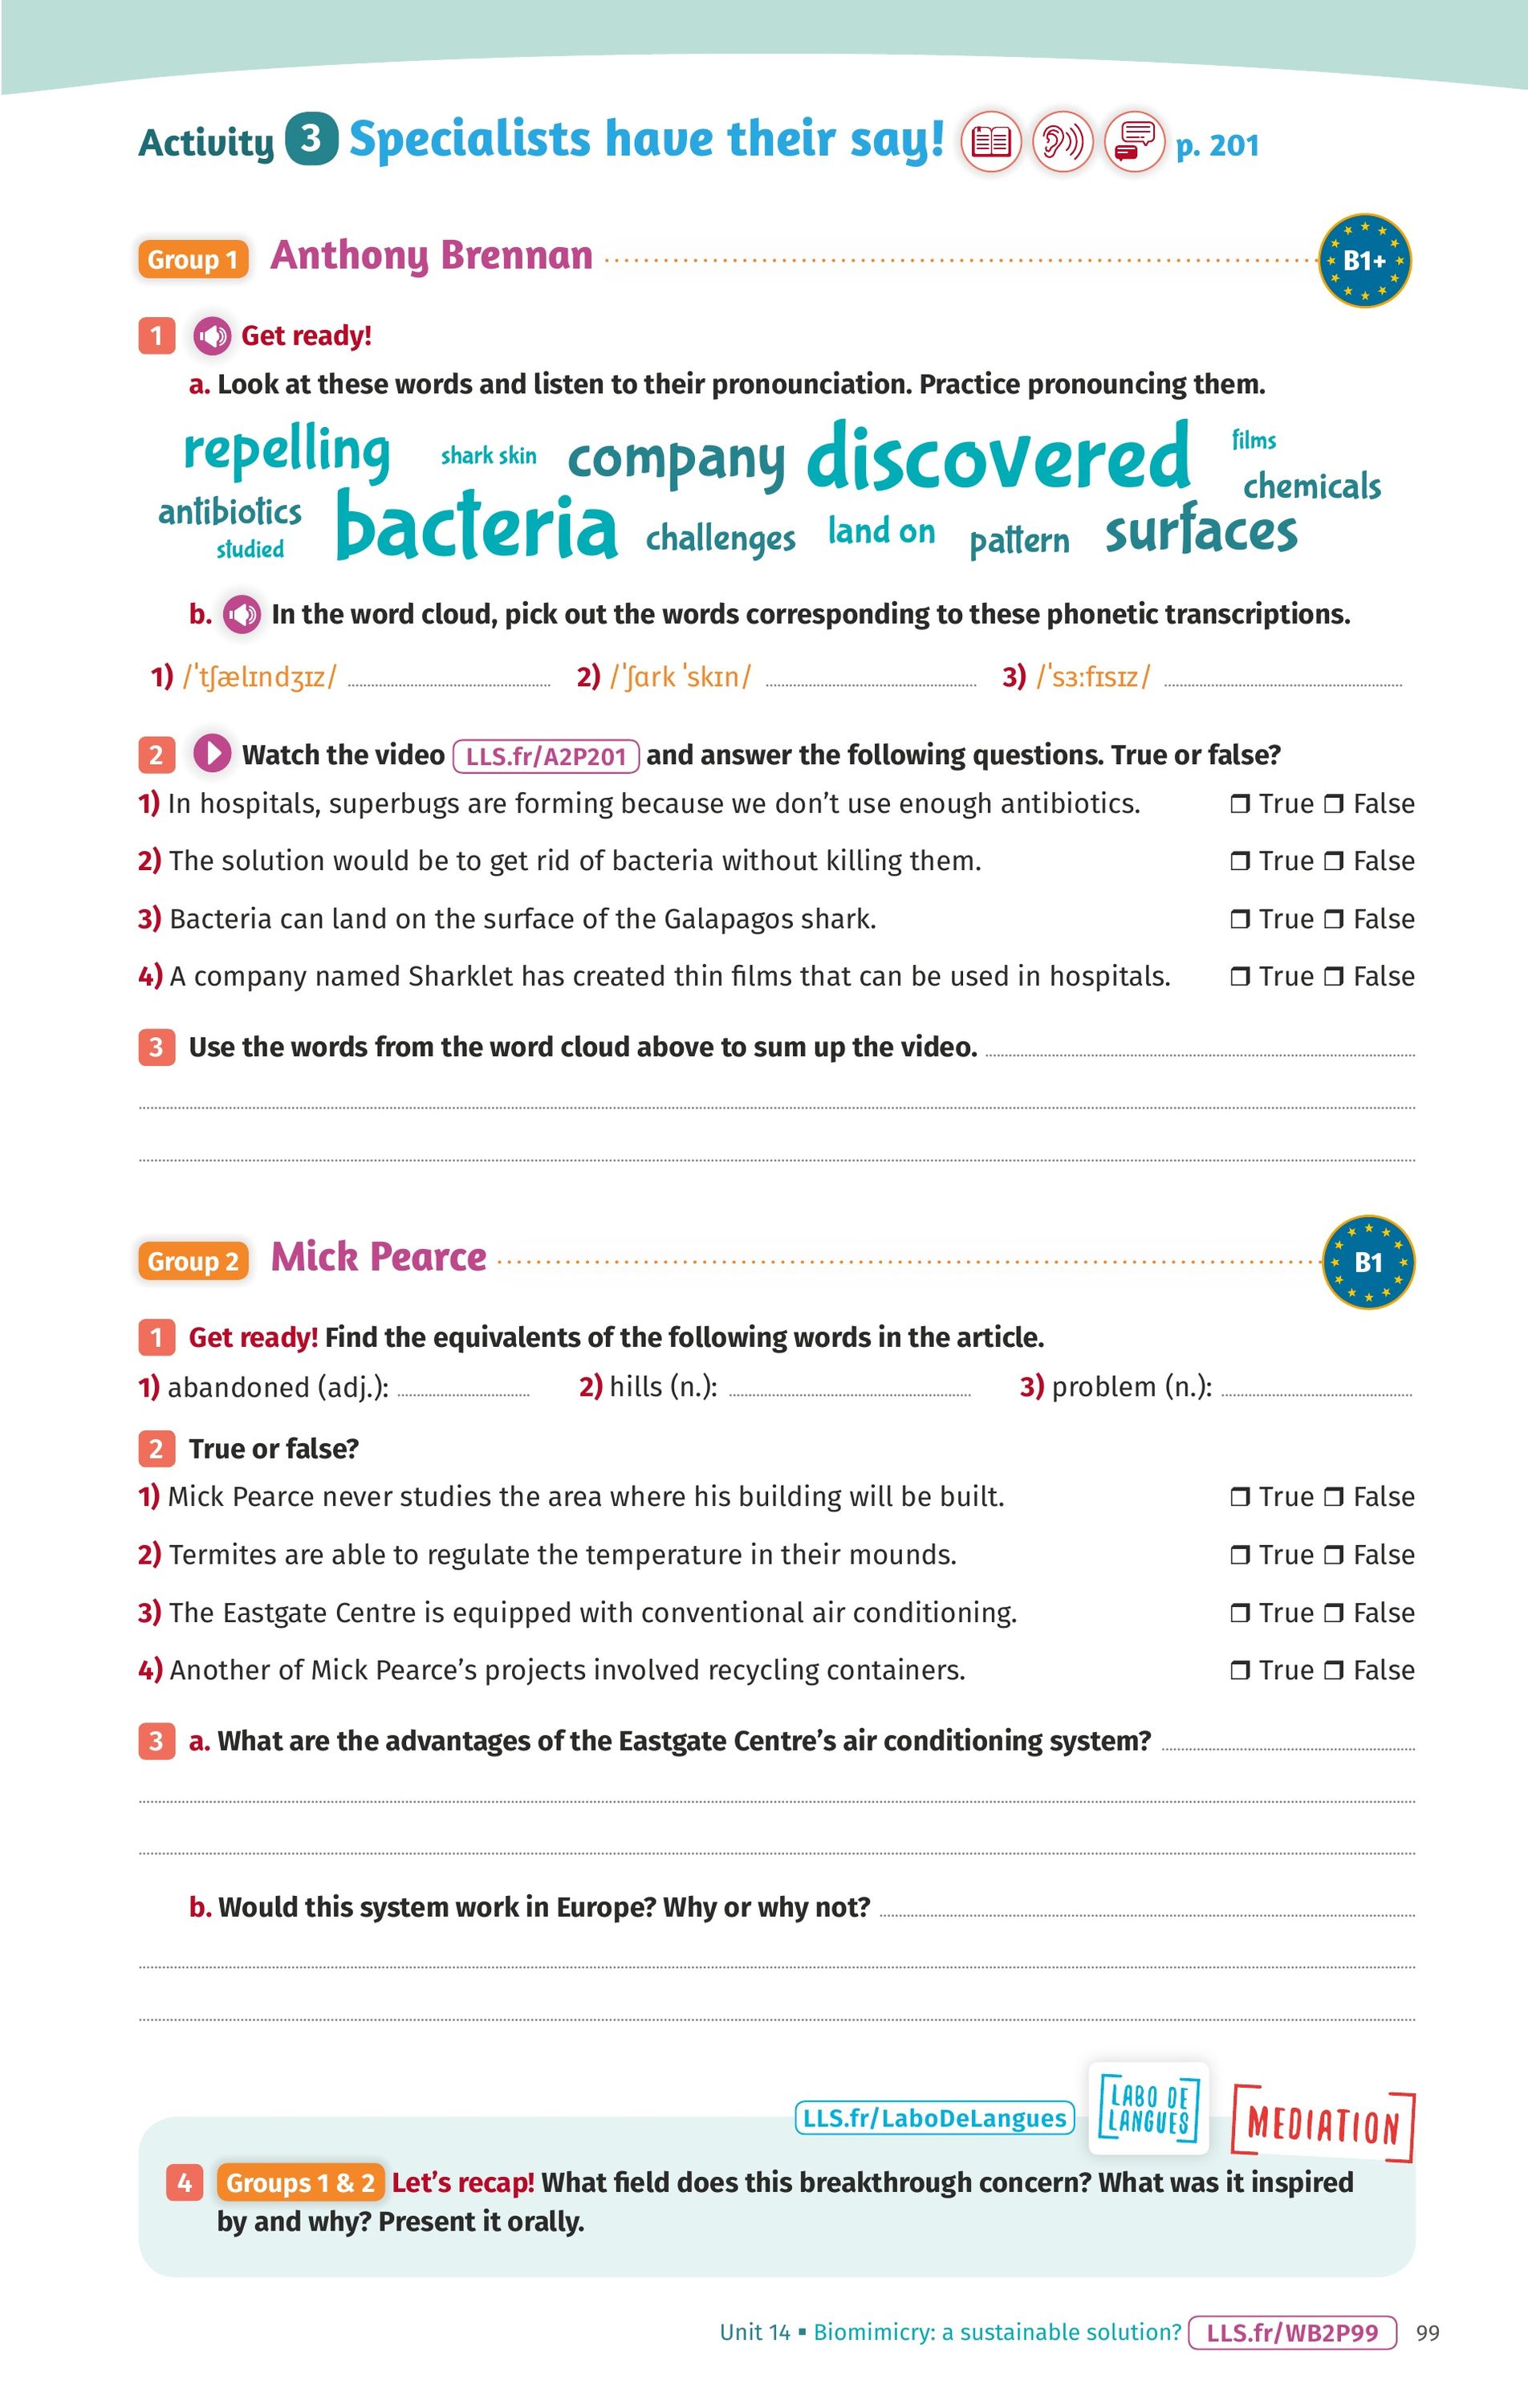 Activity 3 Specialists have their say! p. 201
Group 1 Anthony Brennan B1+
1 Get ready!
a. Look at these words and listen to their pronounciation. Practice pronouncing them.
repelling shark skin company discovered films
chemicals
antibiotics bacteria challenges land on pattern surfaces
studied
b. In the word cloud, pick out the words corresponding to these phonetic transcriptions.
1) /ˈtʃælɪndʒɪz/ 2) /ˈʃɑrk ˈskɪn/ 3) /ˈsɜ:fɪsɪz/
2 Watch the video LLS.fr/A2P201 and answer the following questions. True or false?
1) In hospitals, superbugs are forming because we don’t use enough antibiotics. ❒ True ❒ False
2) The solution would be to get rid of bacteria without killing them. ❒ True ❒ False
3) Bacteria can land on the surface of the Galapagos shark. ❒ True ❒ False
4) A company named Sharklet has created thin films that can be used in hospitals. ❒ True ❒ False
3 Use the words from the word cloud above to sum up the video.
Group 2 Mick Pearce B1
1 Get ready! Find the equivalents of the following words in the article.
1) abandoned (adj.): 2) hills (n.): 3) problem (n.):
2 True or false?
1) Mick Pearce never studies the area where his building will be built. ❒ True ❒ False
2) Termites are able to regulate the temperature in their mounds. ❒ True ❒ False
3) The Eastgate Centre is equipped with conventional air conditioning. ❒ True ❒ False
4) Another of Mick Pearce’s projects involved recycling containers. ❒ True ❒ False
3 a. What are the advantages of the Eastgate Centre’s air conditioning system?
b. Would this system work in Europe? Why or why not?
LLS.fr/LaboDeLangues
LABO DE
LANGUES
MEDIATION
4 Groups 1 & 2 Let’s recap! What field does this breakthrough concern? What was it inspired
by and why? Present it orally.
Unit 14 ▪ Biomimicry: a sustainable solution? LLS.fr/WB2P99 99